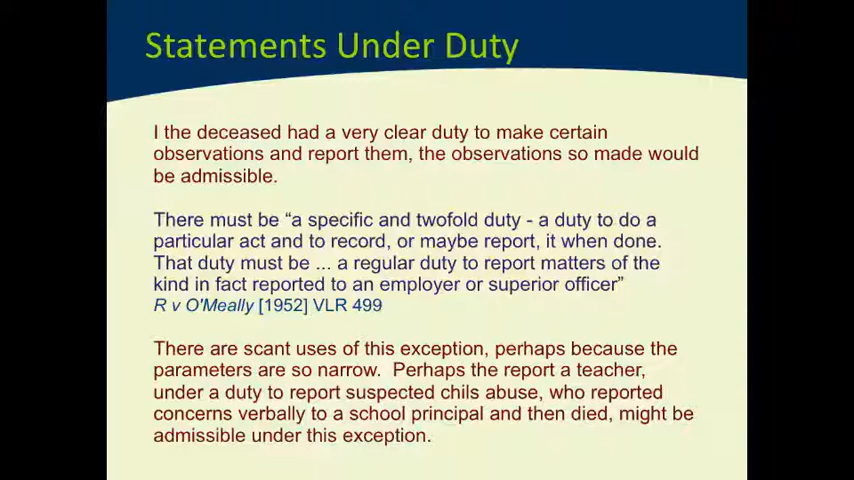 Statements Under Duty
I the deceased had a very clear duty to make certain
observations and report them, the observations so made would
be admissible.
There must be “a specific and twofold duty - a duty to do a
particular act and to record, or maybe report, it when done.
That duty must be ... a regular duty to report matters of the
kind in fact reported to an employer or superior officer”
R v O'Meally [1952] VLR 499
There are scant uses of this exception, perhaps because the
parameters are so narrow.  Perhaps the report a teacher,
under a duty to report suspected chils abuse, who reported
concerns verbally to a school principal and then died, might be
admissible under this exception.